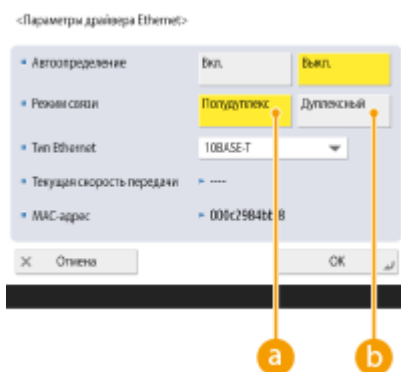 <Параметры драйвера Ethernet>
Автоопределение Вкл. Выкл.
Режим связи Полудуплекс Дуплексный
Тип Ethernet 10BASE-T
Текущая скорость передачи ----
MAC-адрес
Отмена OK
a b